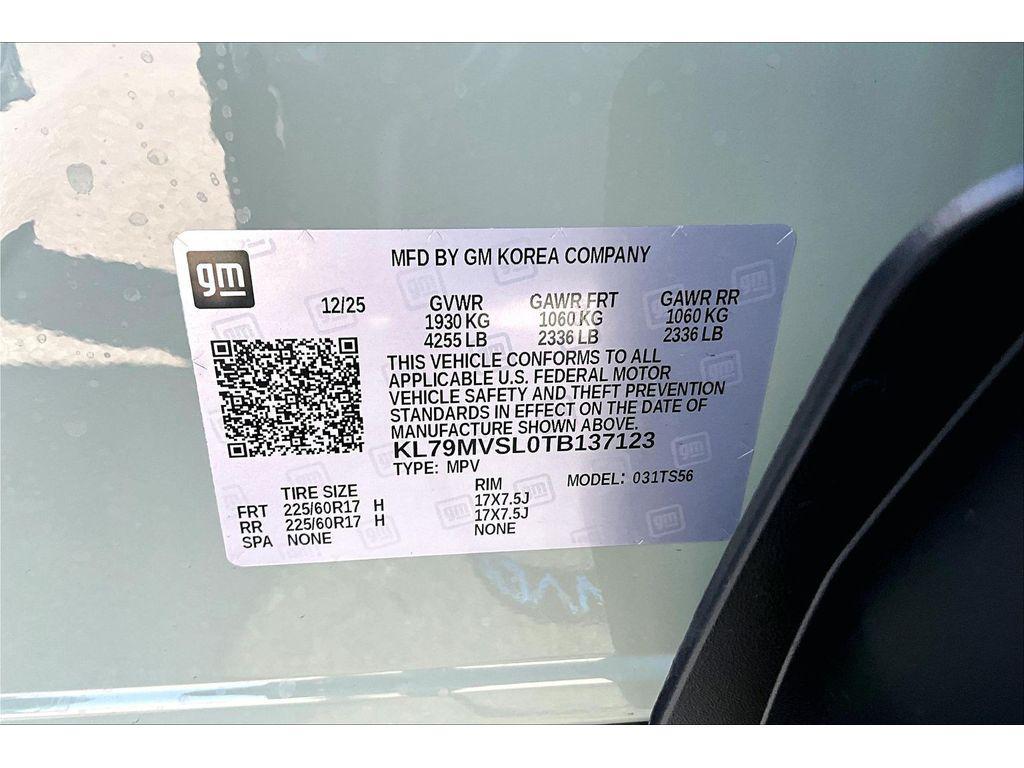 gm
MFD BY GM KOREA COMPANY
12/25 GVWR GAWR FRT GAWR RR
1930 KG 1060 KG 1060 KG
4255 LB 2336 LB 2336 LB
THIS VEHICLE CONFORMS TO ALL
APPLICABLE U.S. FEDERAL MOTOR
VEHICLE SAFETY AND THEFT PREVENTION
STANDARDS IN EFFECT ON THE DATE OF
MANUFACTURE SHOWN ABOVE.
KL79MVSL0TB137123
TYPE: MPV MODEL: 031TS56
TIRE SIZE RIM
FRT 225/60R17 H 17X7.5J
RR 225/60R17 H 17X7.5J
SPA NONE NONE